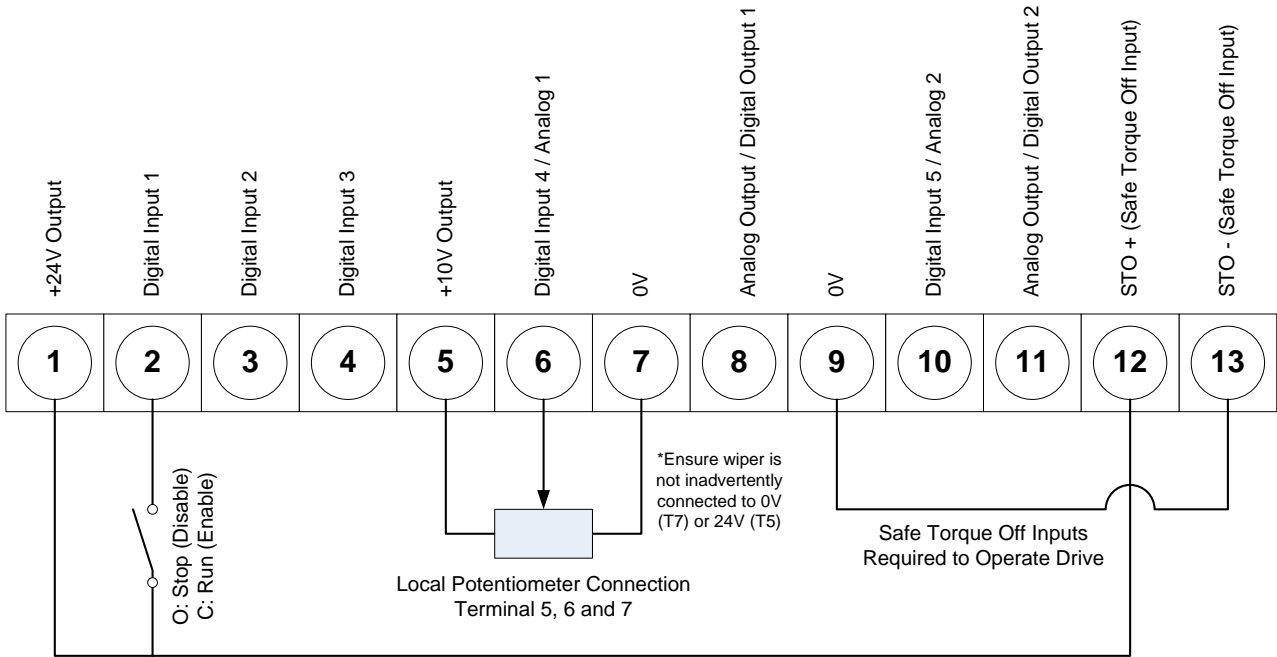 +24V Output
Digital Input 1
Digital Input 2
Digital Input 3
+10V Output
Digital Input 4 / Analog 1
0V
Analog Output / Digital Output 1
0V
Digital Input 5 / Analog 2
Analog Output / Digital Output 2
STO + (Safe Torque Off Input)
STO - (Safe Torque Off Input)
1 2 3 4 5 6 7 8 9 10 11 12 13
O: Stop (Disable)
C: Run (Enable)
*Ensure wiper is
not inadvertently
connected to 0V
(T7) or 24V (T5)
Local Potentiometer Connection
Terminal 5, 6 and 7
Safe Torque Off Inputs
Required to Operate Drive